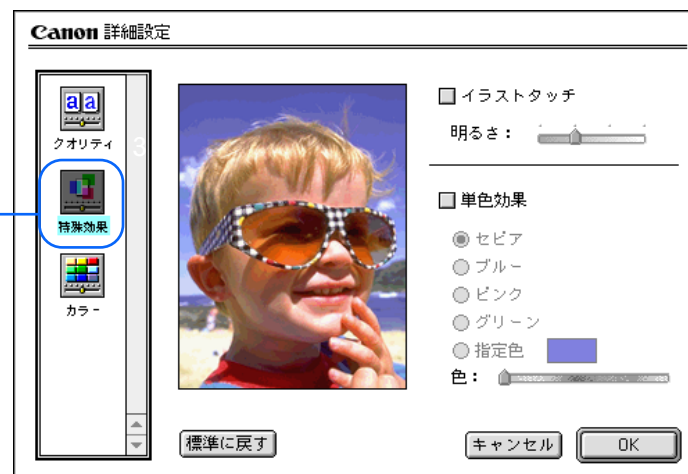 Canon 詳細設定
aa
クオリティ
3
特殊効果
カラー
イラストタッチ
明るさ：
単色効果
セピア
ブルー
ピンク
グリーン
指定色
色：
標準に戻す
キャンセル
OK